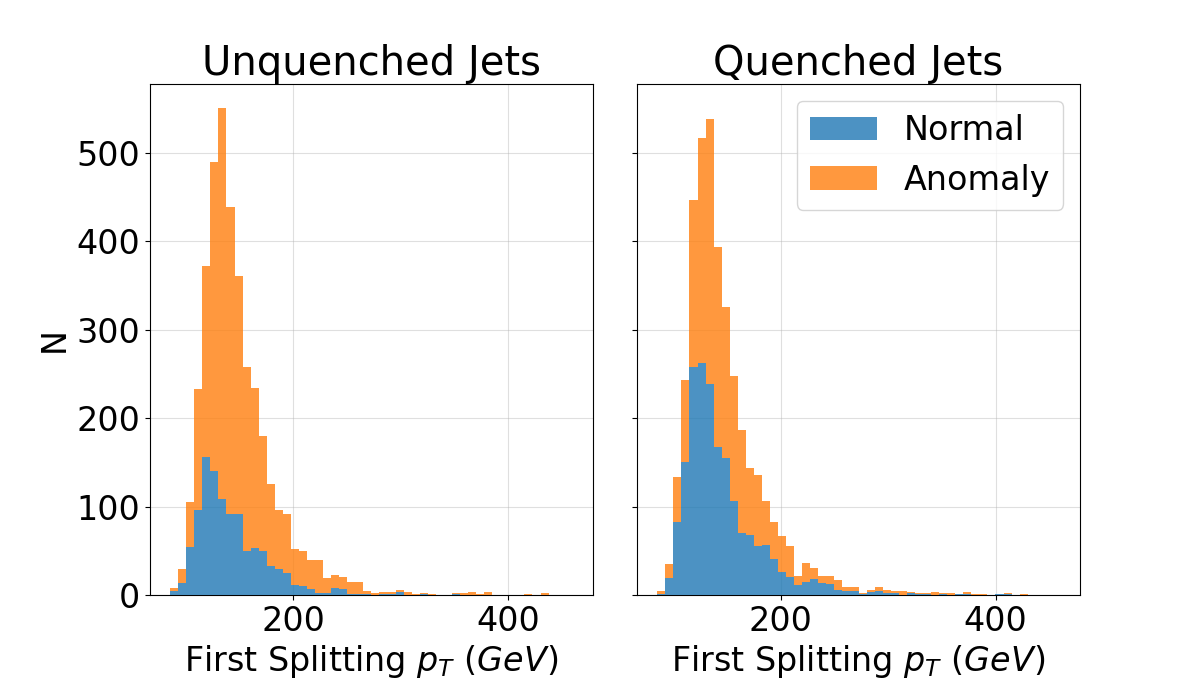 Unquenched Jets
Quenched Jets
Normal
Anomaly
N
500
400
300
200
100
0
200
400
200
400
First Splitting p_T (GeV)
First Splitting p_T (GeV)